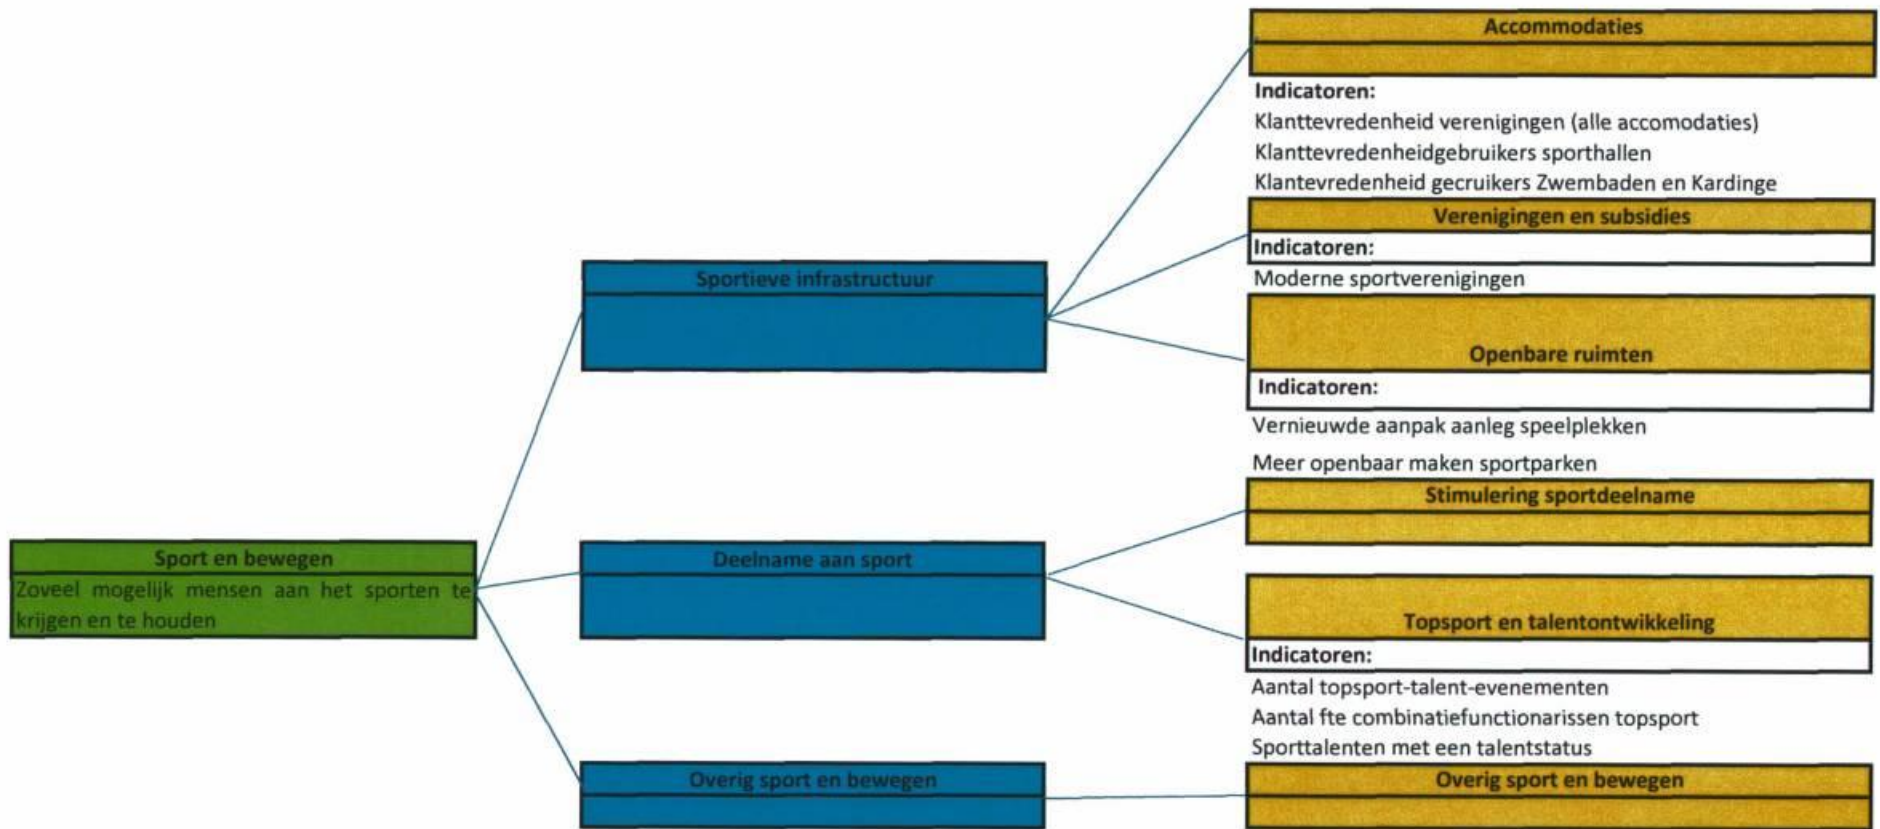 Sport en bewegen
Zoveel mogelijk mensen aan het sporten te
krijgen en te houden
Sportieve infrastructuur
Deelname aan sport
Overig sport en bewegen
Accommodaties
Indicatoren:
Klanttevredenheid verenigingen (alle accomodaties)
Klanttevredenheidgebruikers sporthallen
Klantevredenheid gecruikers Zwembaden en Kardinge
Verenigingen en subsidies
Indicatoren:
Moderne sportverenigingen
Openbare ruimten
Indicatoren:
Vernieuwde aanpak aanleg speelplekken
Meer openbaar maken sportparken
Stimulering sportdeelname
Topsport en talentontwikkeling
Indicatoren:
Aantal topsport-talent-evenementen
Aantal fte combinatiefunctionarissen topsport
Sporttalenten met een talentstatus
Overig sport en bewegen